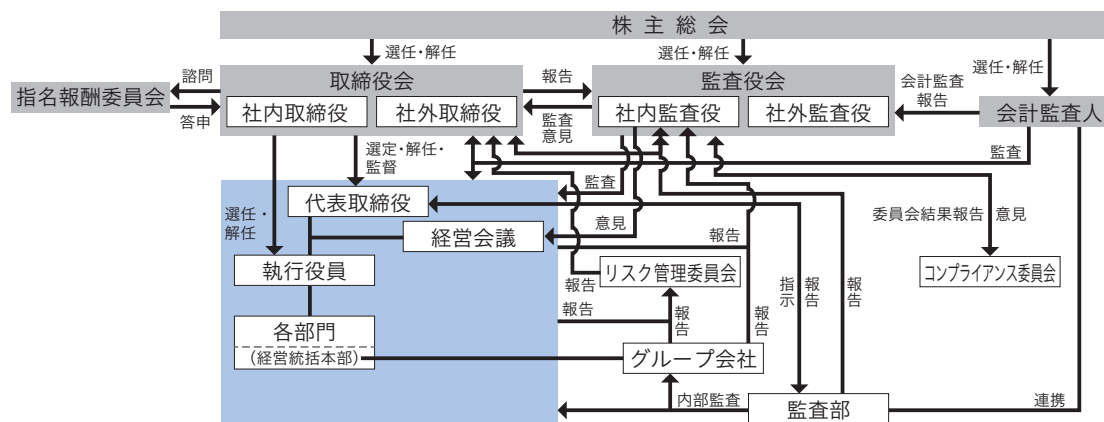 株主総会
選任・解任
選任・解任
選任・解任
諮問
指名報酬委員会
答申
取締役会
社内取締役
社外取締役
報告
監査
意見
監査役会
社内監査役
社外監査役
会計監査
報告
会計監査人
監査
選定・解任・
監督
監査
代表取締役
選任・
解任
経営会議
意見
報告
委員会結果報告
意見
執行役員
リスク管理委員会
コンプライアンス委員会
報告
指示
報告
報告
報告
報告
報告
各部門
(経営統括本部)
グループ会社
内部監査
監査部
連携